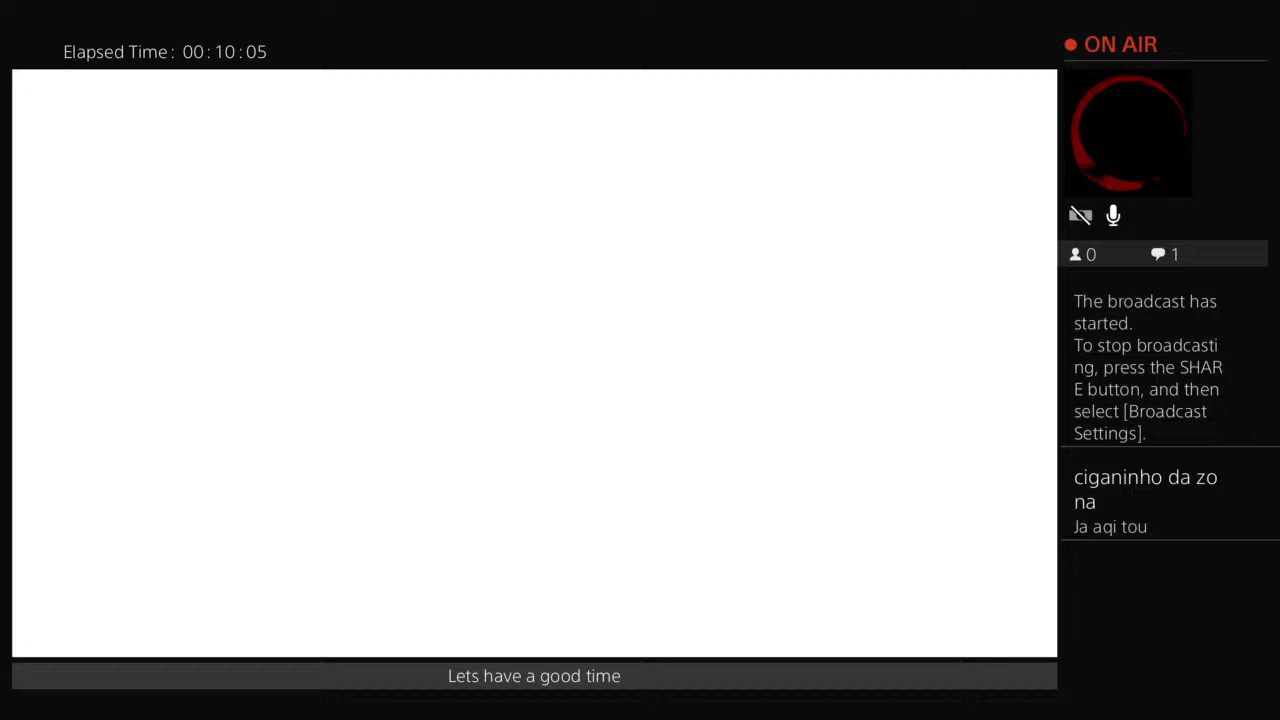 Elapsed Time: 00:10:05
ON AIR
0 1
The broadcast has
started.
To stop broadcasti
ng, press the SHAR
E button, and then
select [Broadcast
Settings].
ciganinho da zo
na
Ja aqi tou
Lets have a good time